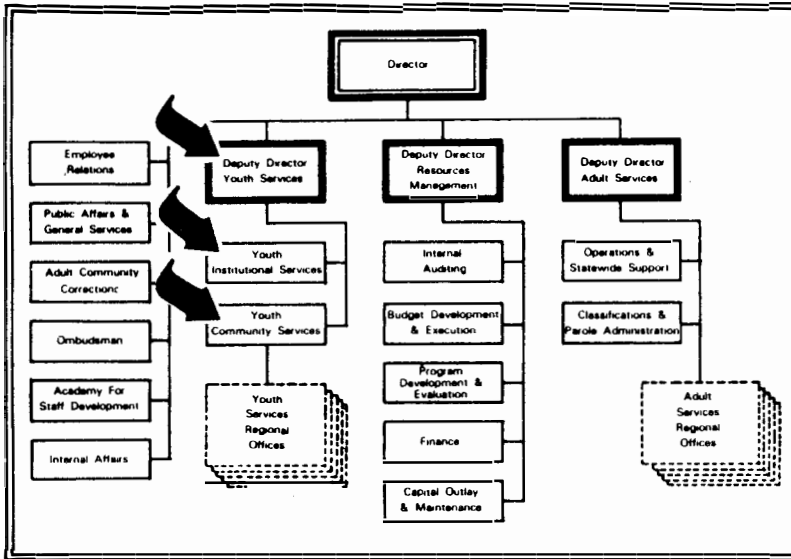 Director
Employee
Relations
Public Affairs &
General Services
Adult Community
Corrections
Ombudsman
Academy For
Staff Development
Internal Affairs
Deputy Director
Youth Services
Youth
Institutional Services
Youth
Community Services
Youth
Services
Regional
Offices
Deputy Director
Resources
Management
Internal
Auditing
Budget Development
& Execution
Program
Development &
Evaluation
Finance
Capital Outlay
& Maintenance
Deputy Director
Adult Services
Operations &
Statewide Support
Classifications &
Parole Administration
Adult
Services
Regional
Offices